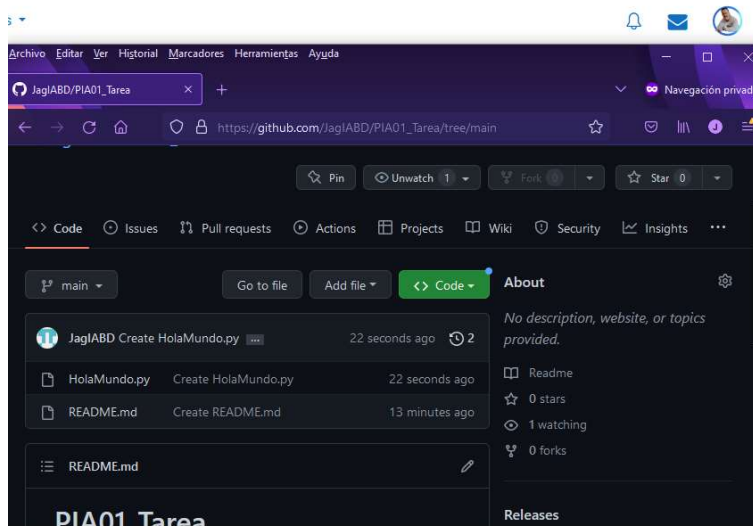 s
Archivo Editar Ver Historial Marcadores Herramientas Ayuda
JagIABD/PIA01_Tarea
Navegación privad
https://github.com/JagIABD/PIA01_Tarea/tree/main
Pin Unwatch 1 Fork 0 Star 0
Code Issues Pull requests Actions Projects Wiki Security Insights ...
main Go to file Add file Code
JagIABD Create HolaMundo.py ... 22 seconds ago 2
HolaMundo.py Create HolaMundo.py 22 seconds ago
README.md Create README.md 13 minutes ago
README.md
PIA01_Tarea
About
No description, website, or topics
provided.
Readme
0 stars
1 watching
0 forks
Releases